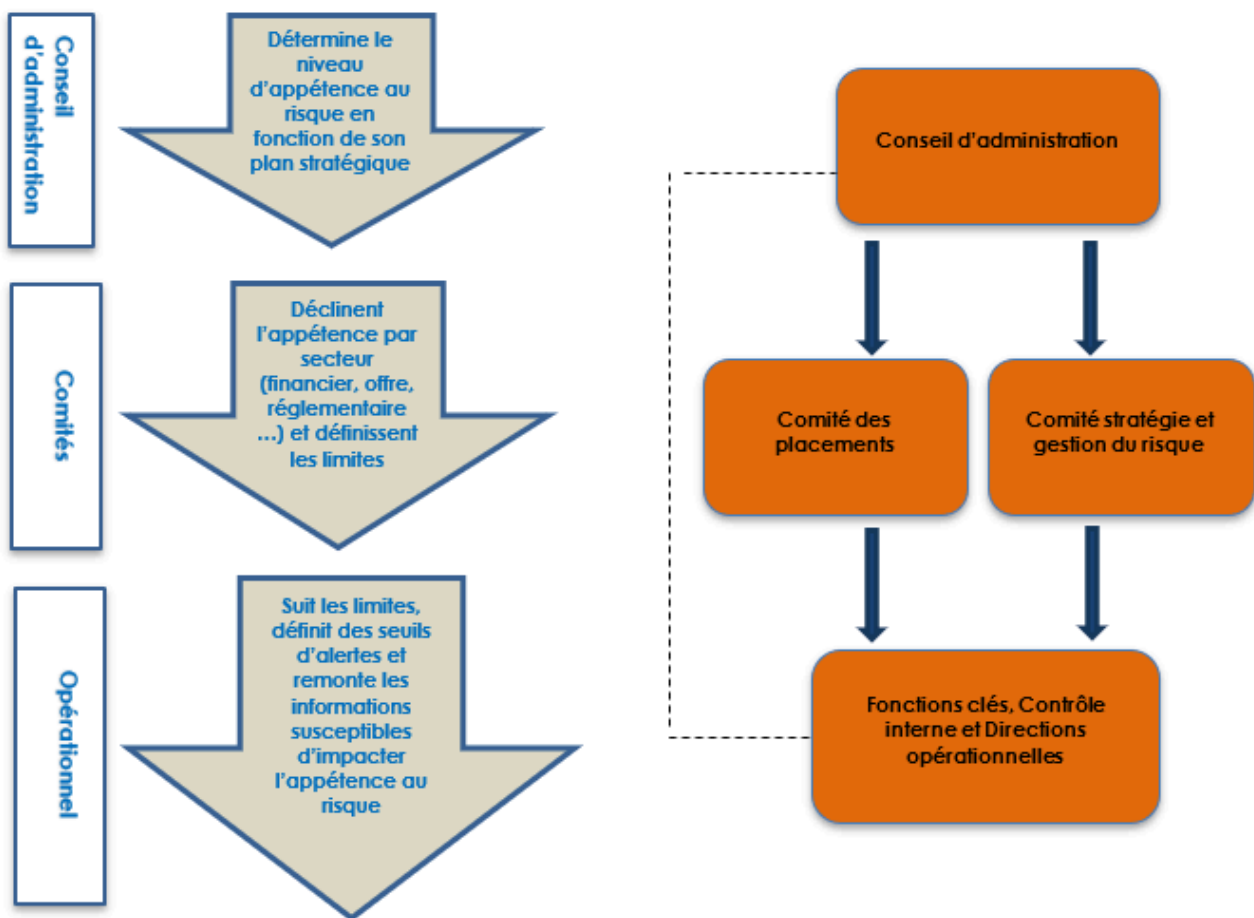 Conseil
d'administration
Détermine le
niveau
d'appétence au
risque en
fonction de son
plan stratégique
Comités
Déclinent
l'appétence par
secteur
(financier, offre,
réglementaire
...) et définissent
les limites
Opérationnel
Suit les limites,
définit des seuils
d'alertes et
remonte les
informations
susceptibles
d'impacter
l'appétence au
risque
Conseil d'administration
Comité des
placements
Comité stratégie et
gestion du risque
Fonctions clés, Contrôle
interne et Directions
opérationnelles